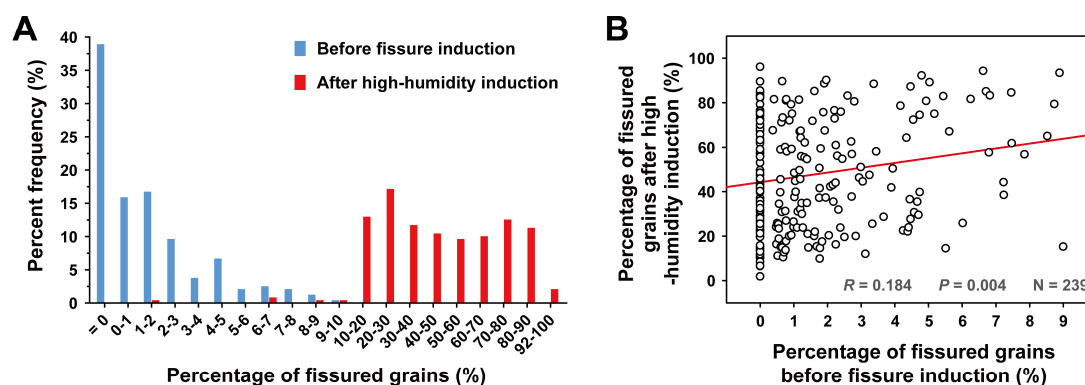 A
Percent frequency (%)
40
35
30
25
20
15
10
5
0
Before fissure induction
After high-humidity induction
= 0
0-1
1-2
2-3
3-4
4-5
5-6
6-7
7-8
8-9
9-10
10-20
20-30
30-40
40-50
50-60
60-70
70-80
80-90
92-100
Percentage of fissured grains (%)
B
Percentage of fissured
grains after high
-humidity induction (%)
100
80
60
40
20
0
R = 0.184 P = 0.004 N = 239
0 1 2 3 4 5 6 7 8 9
Percentage of fissured grains
before fissure induction (%)